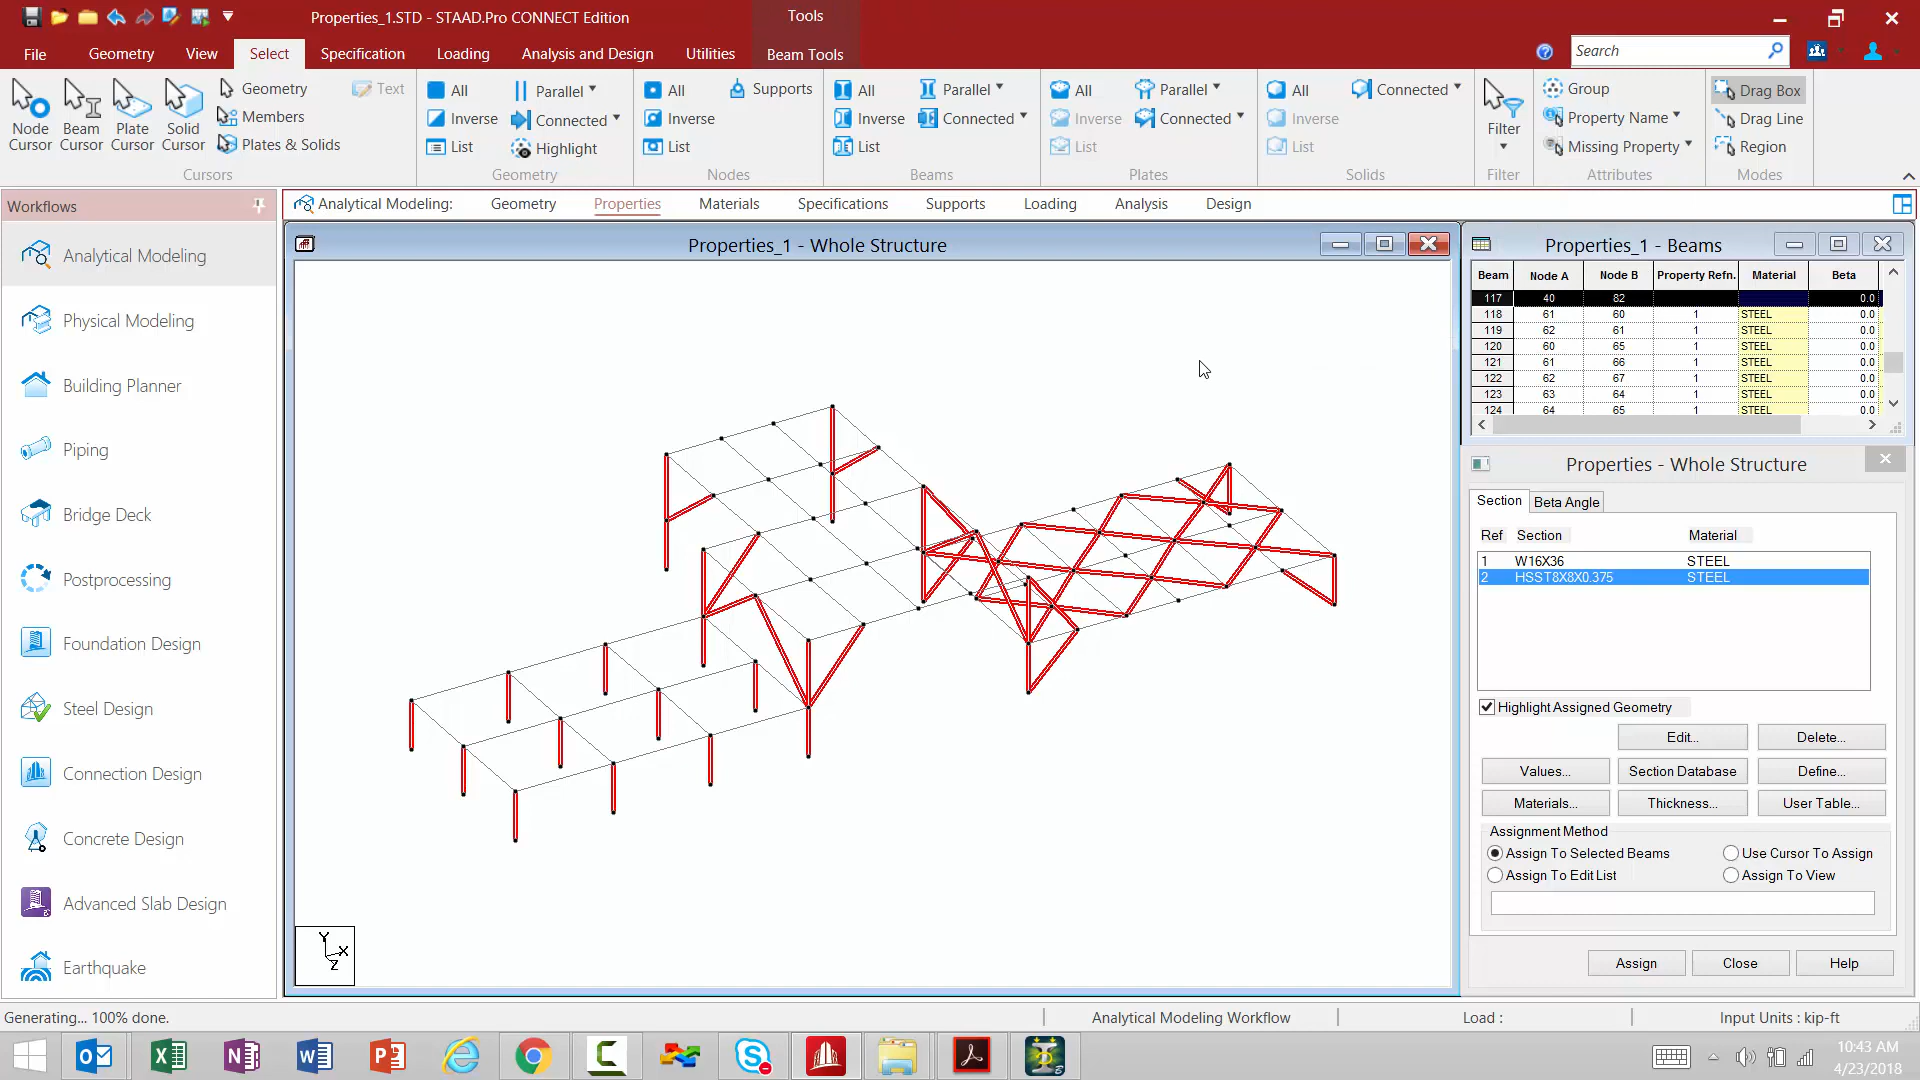 Properties_1.STD - STAAD.Pro CONNECT Edition
Tools
File
Geometry
View
Select
Specification
Loading
Analysis and Design
Utilities
Beam Tools
Search
Node Cursor
Beam Cursor
Plate Cursor
Solid Cursor
Geometry
Members
Plates & Solids
Text
Cursors
All
Inverse
List
Parallel
Connected
Highlight
Geometry
All
Inverse
List
Supports
Nodes
All
Inverse
List
Parallel
Connected
Beams
All
Inverse
List
Parallel
Connected
Plates
All
Inverse
List
Connected
Solids
Filter
Filter
Group
Property Name
Missing Property
Attributes
Drag Box
Drag Line
Region
Modes
Workflows
Analytical Modeling
Physical Modeling
Building Planner
Piping
Bridge Deck
Postprocessing
Foundation Design
Steel Design
Connection Design
Concrete Design
Advanced Slab Design
Earthquake
Analytical Modeling: Geometry Properties Materials Specifications Supports Loading Analysis Design
Properties_1 - Whole Structure
Y
X
Z
Properties_1 - Beams
Beam Node A Node B Property Refn. Material Beta
117 40 82 0.0
118 61 60 1 STEEL 0.0
119 62 61 1 STEEL 0.0
120 60 65 1 STEEL 0.0
121 61 66 1 STEEL 0.0
122 62 67 1 STEEL 0.0
123 63 64 1 STEEL 0.0
124 64 65 1 STEEL 0.0
Properties - Whole Structure
Section Beta Angle
Ref Section Material
1 W16X36 STEEL
2 HSST8X8X0.375 STEEL
Highlight Assigned Geometry
Edit... Delete...
Values... Section Database Define...
Materials... Thickness... User Table...
Assignment Method
Assign To Selected Beams Use Cursor To Assign
Assign To Edit List Assign To View
Assign Close Help
Generating... 100% done.
Analytical Modeling Workflow
Load :
Input Units : kip-ft
10:43 AM
4/23/2018